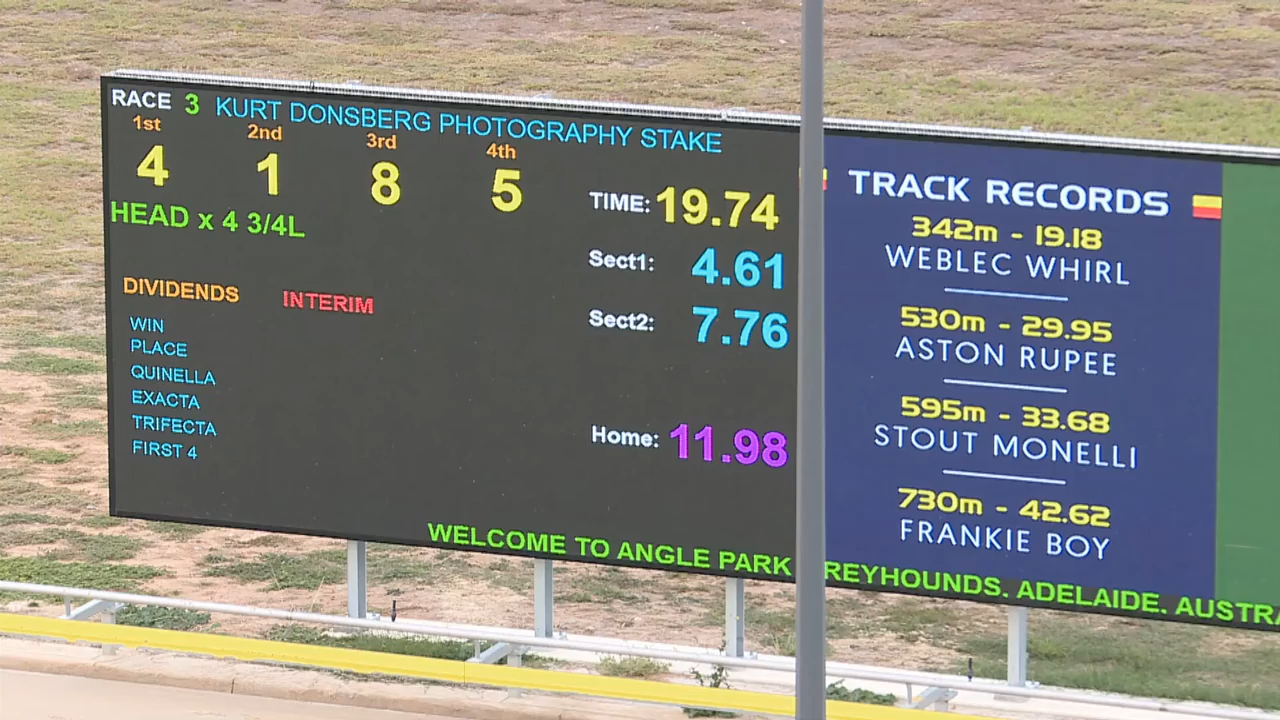 RACE 3 KURT DONSBERG PHOTOGRAPHY STAKE
1st 2nd 3rd 4th
4 1 8 5
HEAD x 4 3/4L
TIME: 19.74
Sect1: 4.61
Sect2: 7.76
Home: 11.98
DIVIDENDS INTERIM
WIN
PLACE
QUINELLA
EXACTA
TRIFECTA
FIRST 4
TRACK RECORDS
342m - 19.18
WEBLEC WHIRL
530m - 29.95
ASTON RUPEE
595m - 33.68
STOUT MONELLI
730m - 42.62
FRANKIE BOY
WELCOME TO ANGLE PARK REYHOUNDS. ADELAIDE. AUSTRA